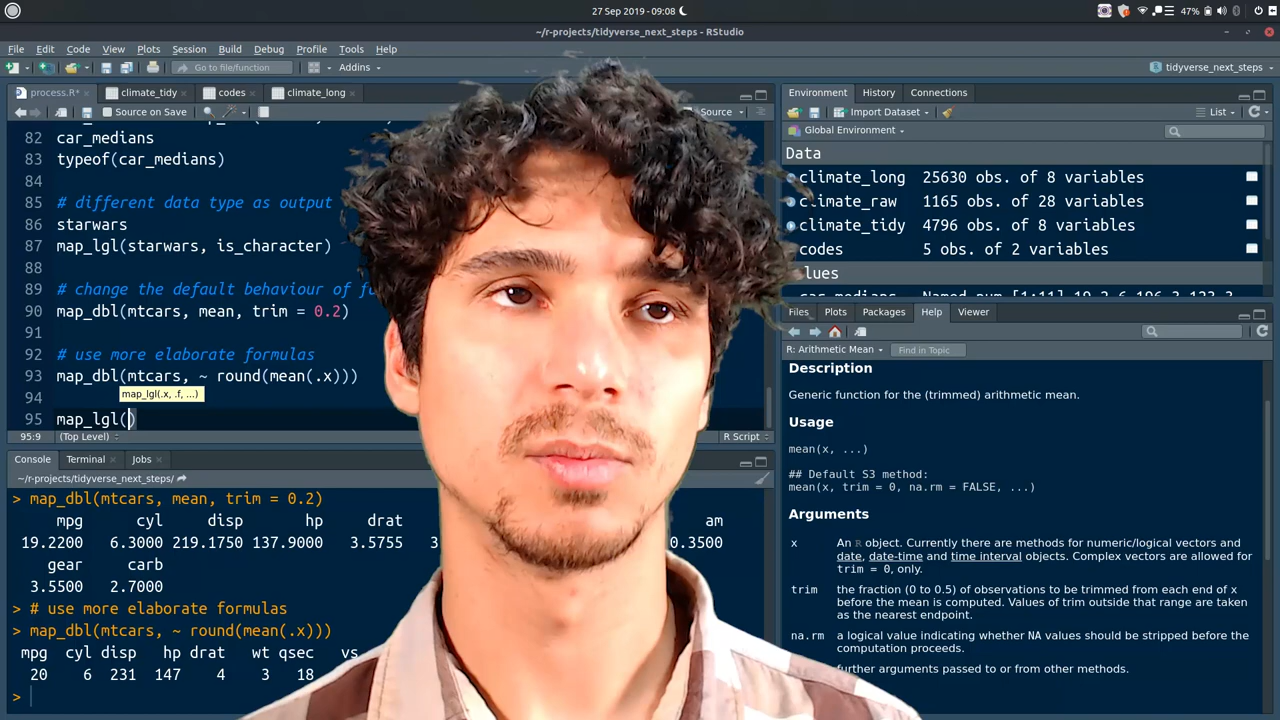 27 Sep 2019 - 09:08
47%
~/r-projects/tidyverse_next_steps - RStudio
File Edit Code View Plots Session Build Debug Profile Tools Help
Go to file/function Addins tidyverse_next_steps
process.R* climate_tidy codes climate_long
Source on Save Source
82 car_medians
83 typeof(car_medians)
84
85 # different data type as output
86 starwars
87 map_lgl(starwars, is_character)
88
89 # change the default behaviour of
90 map_dbl(mtcars, mean, trim = 0.2)
91
92 # use more elaborate formulas
93 map_dbl(mtcars, ~ round(mean(.x)))
map_lgl(.x, .f, ...)
94
95 map_lgl()
95:9 (Top Level) R Script
Console Terminal Jobs
~/r-projects/tidyverse_next_steps/
> map_dbl(mtcars, mean, trim = 0.2)
mpg cyl disp hp drat am
19.2200 6.3000 219.1750 137.9000 3.5755 3 0.3500
gear carb
3.5500 2.7000
> # use more elaborate formulas
> map_dbl(mtcars, ~ round(mean(.x)))
mpg cyl disp hp drat wt qsec vs
20 6 231 147 4 3 18
>
Environment History Connections
Import Dataset List
Global Environment
Data
climate_long 25630 obs. of 8 variables
climate_raw 1165 obs. of 28 variables
climate_tidy 4796 obs. of 8 variables
codes 5 obs. of 2 variables
Files Plots Packages Help Viewer
R: Arithmetic Mean Find in Topic
Description
Generic function for the (trimmed) arithmetic mean.
Usage
mean(x, ...)
## Default S3 method:
mean(x, trim = 0, na.rm = FALSE, ...)
Arguments
x An R object. Currently there are methods for numeric/logical vectors and
date, date-time and time interval objects. Complex vectors are allowed for
trim = 0, only.
trim the fraction (0 to 0.5) of observations to be trimmed from each end of x
before the mean is computed. Values of trim outside that range are taken
as the nearest endpoint.
na.rm a logical value indicating whether NA values should be stripped before the
computation proceeds.
further arguments passed to or from other methods.